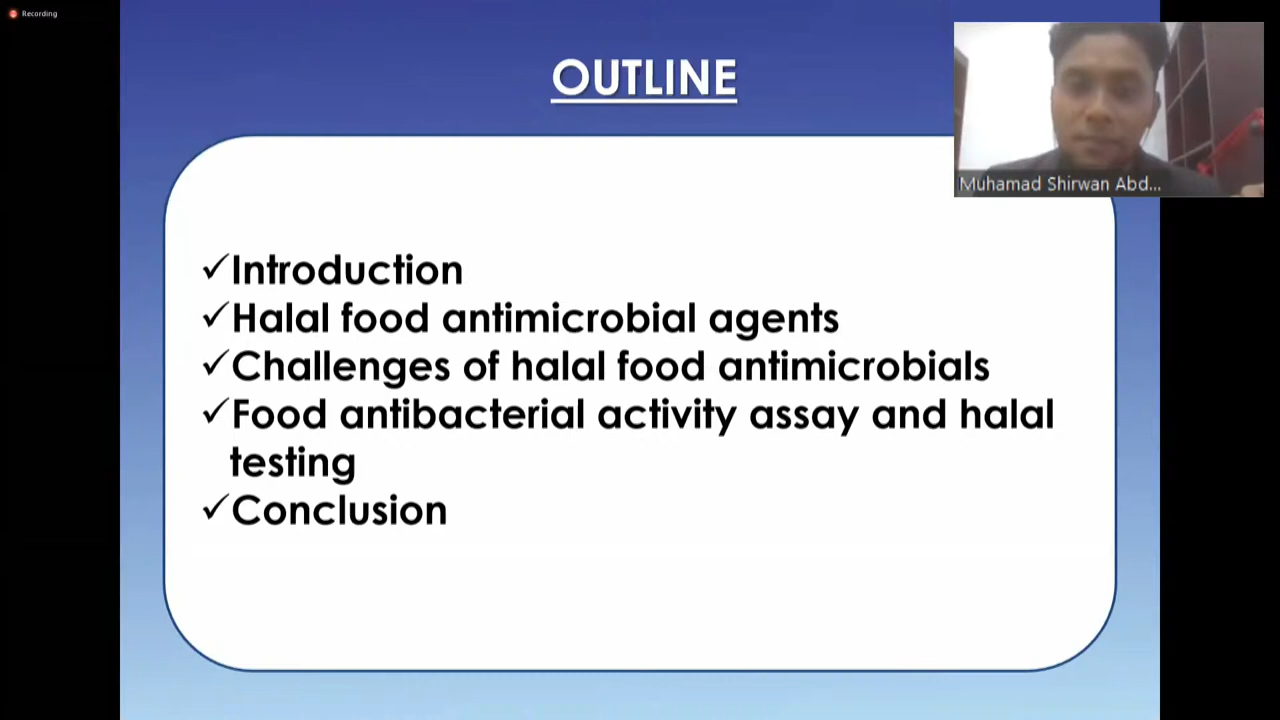 Recording
OUTLINE
Muhamad Shirwan Abd...
✓Introduction
✓Halal food antimicrobial agents
✓Challenges of halal food antimicrobials
✓Food antibacterial activity assay and halal
testing
✓Conclusion